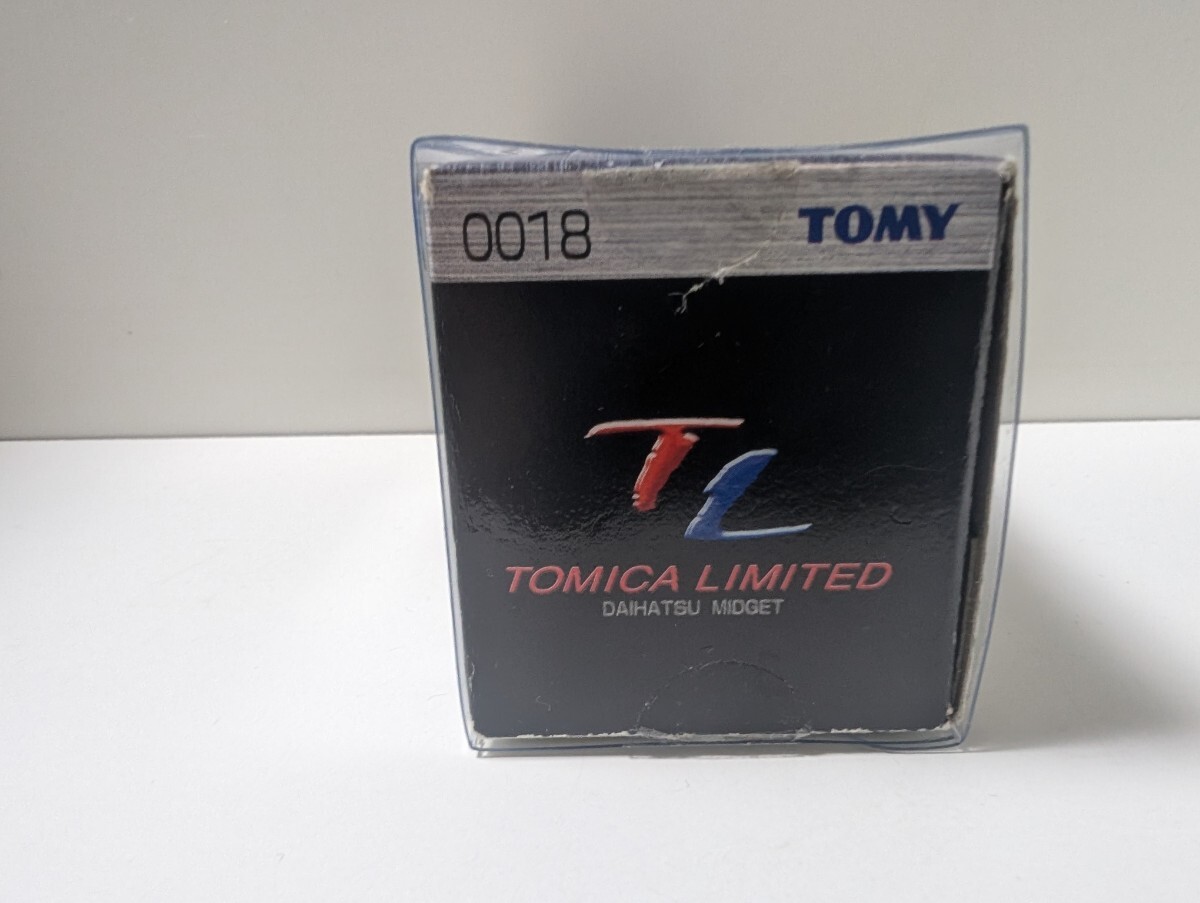 0018 TOMY
TL
TOMICA LIMITED
DAIHATSU MIDGET